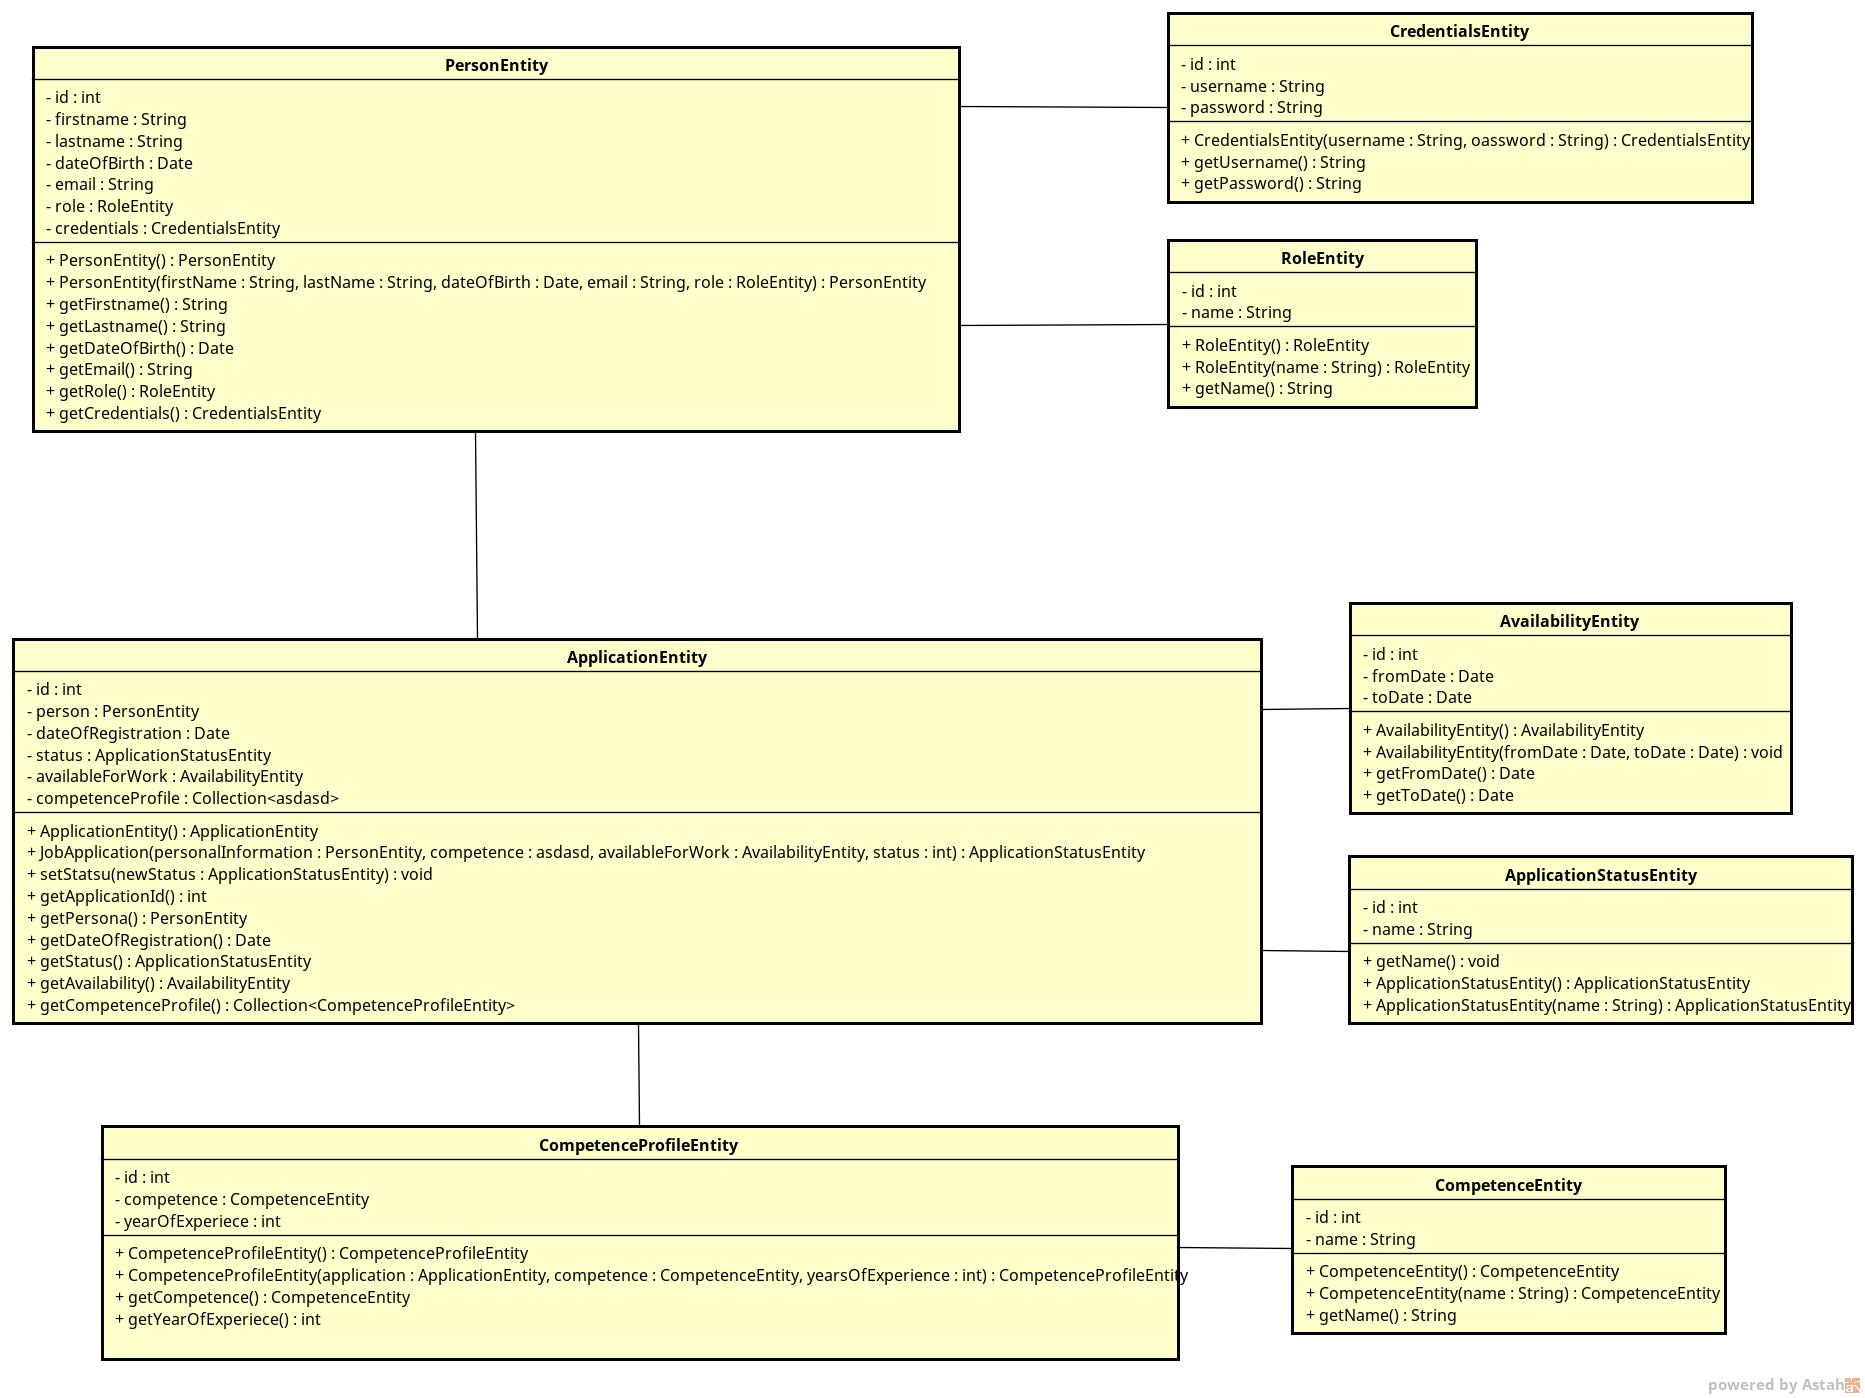 PersonEntity
- id : int
- firstname : String
- lastname : String
- dateOfBirth : Date
- email : String
- role : RoleEntity
- credentials : CredentialsEntity
+ PersonEntity() : PersonEntity
+ PersonEntity(firstName : String, lastName : String, dateOfBirth : Date, email : String, role : RoleEntity) : PersonEntity
+ getFirstname() : String
+ getLastname() : String
+ getDateOfBirth() : Date
+ getEmail() : String
+ getRole() : RoleEntity
+ getCredentials() : CredentialsEntity
CredentialsEntity
- id : int
- username : String
- password : String
+ CredentialsEntity(username : String, oassword : String) : CredentialsEntity
+ getUsername() : String
+ getPassword() : String
RoleEntity
- id : int
- name : String
+ RoleEntity() : RoleEntity
+ RoleEntity(name : String) : RoleEntity
+ getName() : String
ApplicationEntity
- id : int
- person : PersonEntity
- dateOfRegistration : Date
- status : ApplicationStatusEntity
- availableForWork : AvailabilityEntity
- competenceProfile : Collection<asdasd>
+ ApplicationEntity() : ApplicationEntity
+ JobApplication(personalInformation : PersonEntity, competence : asdasd, availableForWork : AvailabilityEntity, status : int) : ApplicationStatusEntity
+ setStatsu(newStatus : ApplicationStatusEntity) : void
+ getApplicationId() : int
+ getPersona() : PersonEntity
+ getDateOfRegistration() : Date
+ getStatus() : ApplicationStatusEntity
+ getAvailability() : AvailabilityEntity
+ getCompetenceProfile() : Collection<CompetenceProfileEntity>
AvailabilityEntity
- id : int
- fromDate : Date
- toDate : Date
+ AvailabilityEntity() : AvailabilityEntity
+ AvailabilityEntity(fromDate : Date, toDate : Date) : void
+ getFromDate() : Date
+ getToDate() : Date
ApplicationStatusEntity
- id : int
- name : String
+ getName() : void
+ ApplicationStatusEntity() : ApplicationStatusEntity
+ ApplicationStatusEntity(name : String) : ApplicationStatusEntity
CompetenceProfileEntity
- id : int
- competence : CompetenceEntity
- yearOfExperiece : int
+ CompetenceProfileEntity() : CompetenceProfileEntity
+ CompetenceProfileEntity(application : ApplicationEntity, competence : CompetenceEntity, yearsOfExperience : int) : CompetenceProfileEntity
+ getCompetence() : CompetenceEntity
+ getYearOfExperiece() : int
CompetenceEntity
- id : int
- name : String
+ CompetenceEntity() : CompetenceEntity
+ CompetenceEntity(name : String) : CompetenceEntity
+ getName() : String
powered by Astah